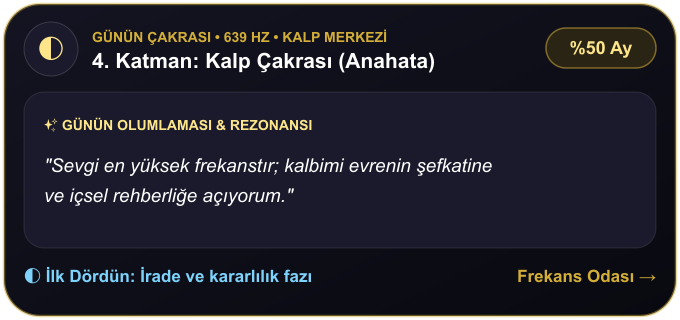 GÜNÜN ÇAKRASI • 639 HZ • KALP MERKEZİ
4. Katman: Kalp Çakrası (Anahata)
%50 Ay
GÜNÜN OLUMLAMASI & REZONANSI
"Sevgi en yüksek frekanstır; kalbimi evrenin şefkatine
ve içsel rehberliğe açıyorum."
İlk Dördün: İrade ve kararlılık fazı
Frekans Odası →